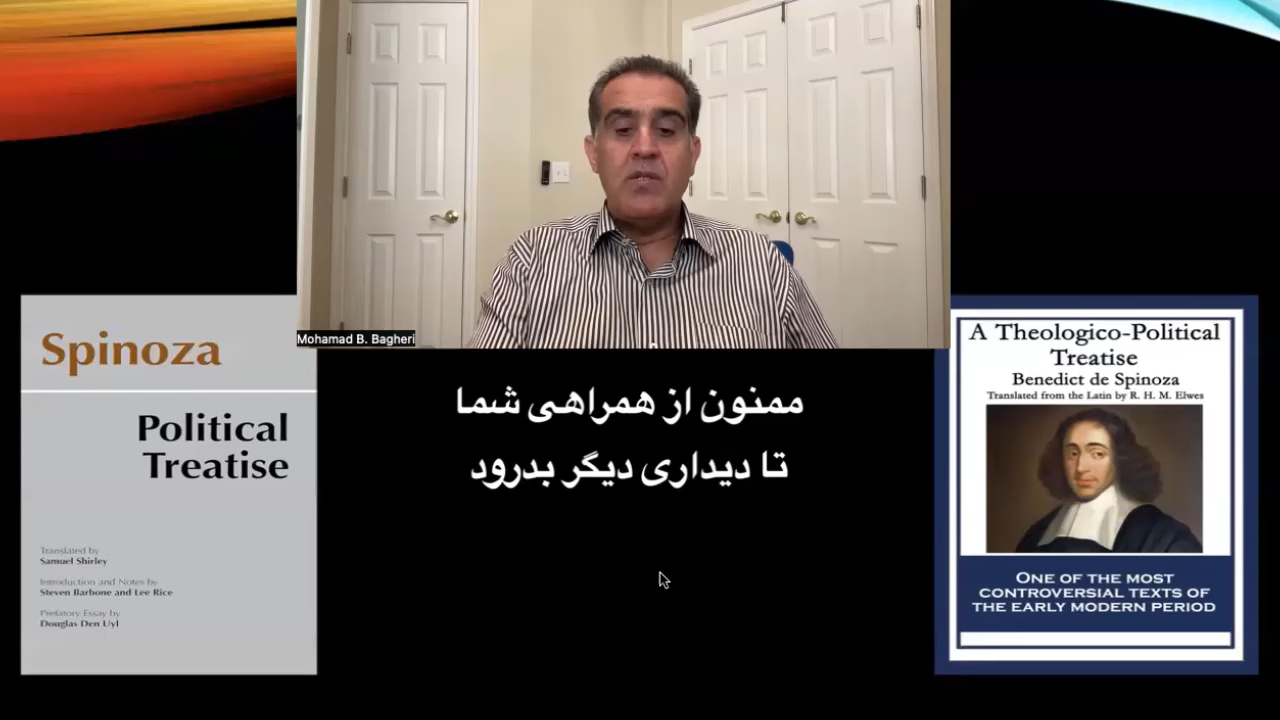 Mohamad B. Bagheri
Spinoza
Political
Treatise
Translated by
Samuel Shirley
Introduction and Notes by
Steven Barbone and Lee Rice
Prefatory Essay by
Douglas Den Uyl
ممنون از همراهی شما
تا دیداری دیگر بدرود
A Theologico-Political
Treatise
Benedict de Spinoza
Translated from the Latin by R. H. M. Elwes
ONE OF THE MOST
CONTROVERSIAL TEXTS OF
THE EARLY MODERN PERIOD